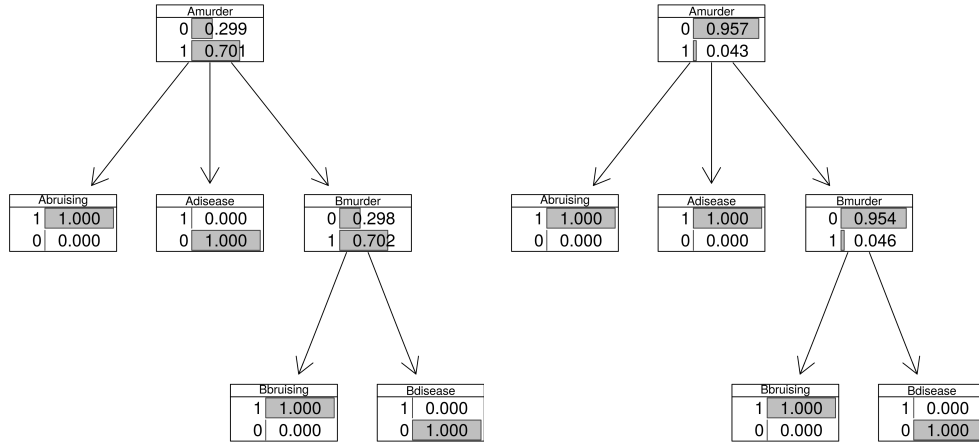 Amurder
0 0.299
1 0.701
Abruising
1 1.000
0 0.000
Adisease
1 0.000
0 1.000
Bmurder
0 0.298
1 0.702
Bbruising
1 1.000
0 0.000
Bdisease
1 0.000
0 1.000
Amurder
0 0.957
1 0.043
Abruising
1 1.000
0 0.000
Adisease
1 1.000
0 0.000
Bmurder
0 0.954
1 0.046
Bbruising
1 1.000
0 0.000
Bdisease
1 0.000
0 1.000